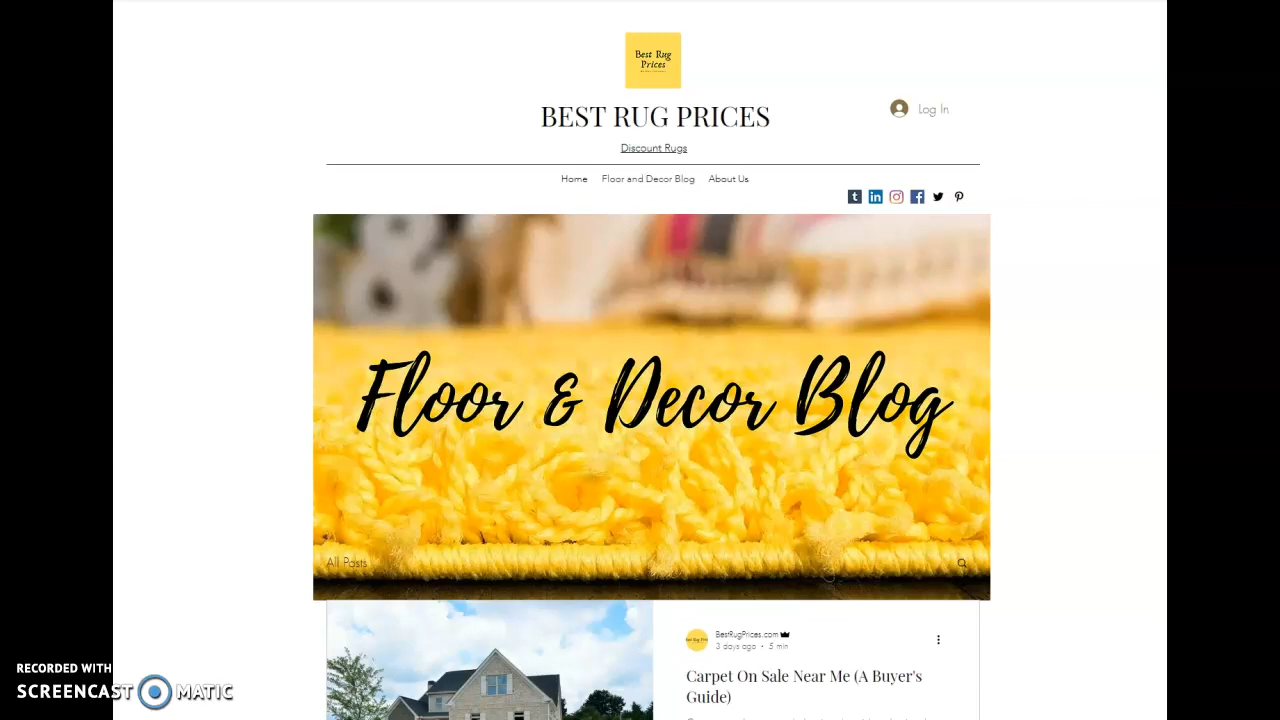 Best Rug
Prices
BEST RUG PRICES
Log In
Discount Rugs
Home
Floor and Decor Blog
About Us
Floor & Decor Blog
All Posts
BestRugPrices.com
3 days ago · 5 min
Carpet On Sale Near Me (A Buyer's
Guide)
RECORDED WITH
SCREENCAST MATIC